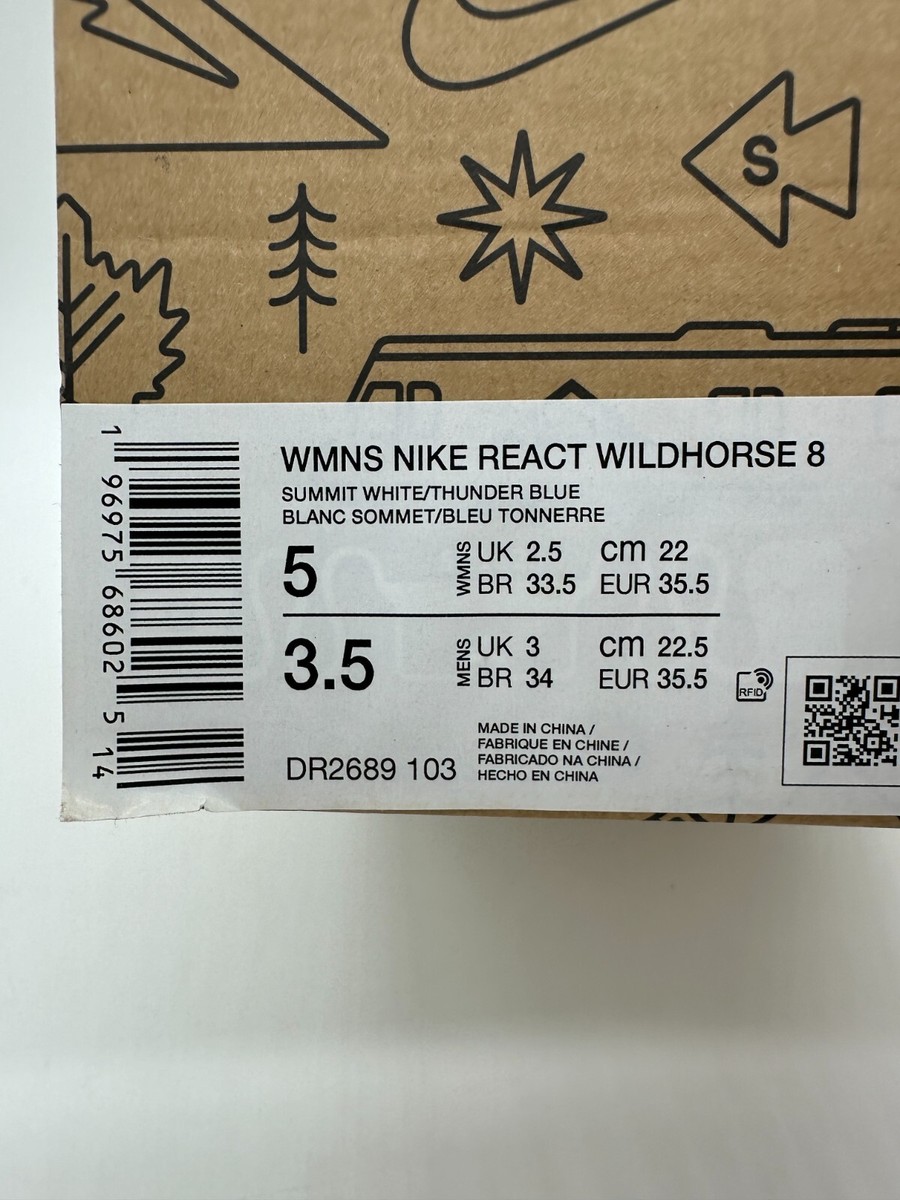 S
WMNS NIKE REACT WILDHORSE 8
SUMMIT WHITE/THUNDER BLUE
BLANC SOMMET/BLEU TONNERRE
5 WMNS UK 2.5 cm 22
BR 33.5 EUR 35.5
3.5 MENS UK 3 cm 22.5
BR 34 EUR 35.5
RFID
DR2689 103
MADE IN CHINA /
FABRIQUE EN CHINE /
FABRICADO NA CHINA /
HECHO EN CHINA
1 96975 68602 5 14